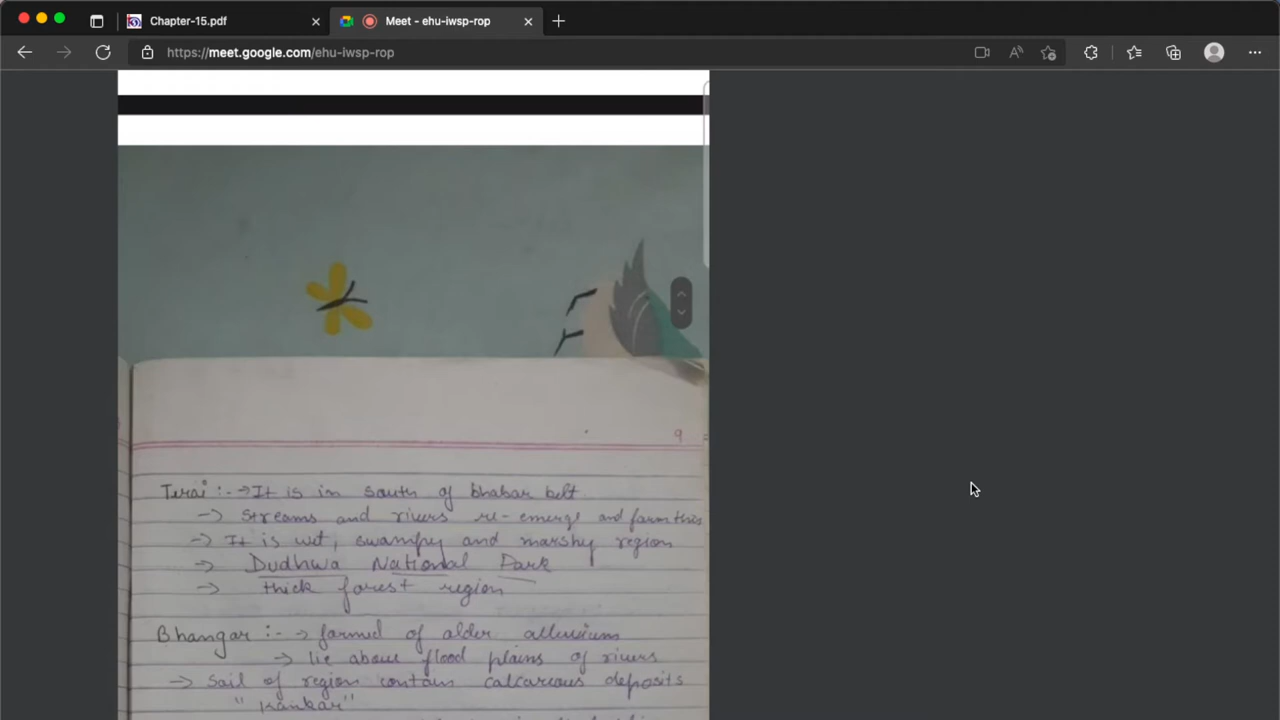 Chapter-15.pdf
Meet - ehu-iwsp-rop
https://meet.google.com/ehu-iwsp-rop
9
Terai :- → It is in south of bhabar belt
→ Streams and rivers re-emerge and form this
→ It is wet, swampy and marshy region
→ Dudhwa National Park
→ thick forest region
Bhangar :- → formed of older alluvium
→ lie above flood plains of rivers
→ Soil of region contain calcareous deposits
"kankar"